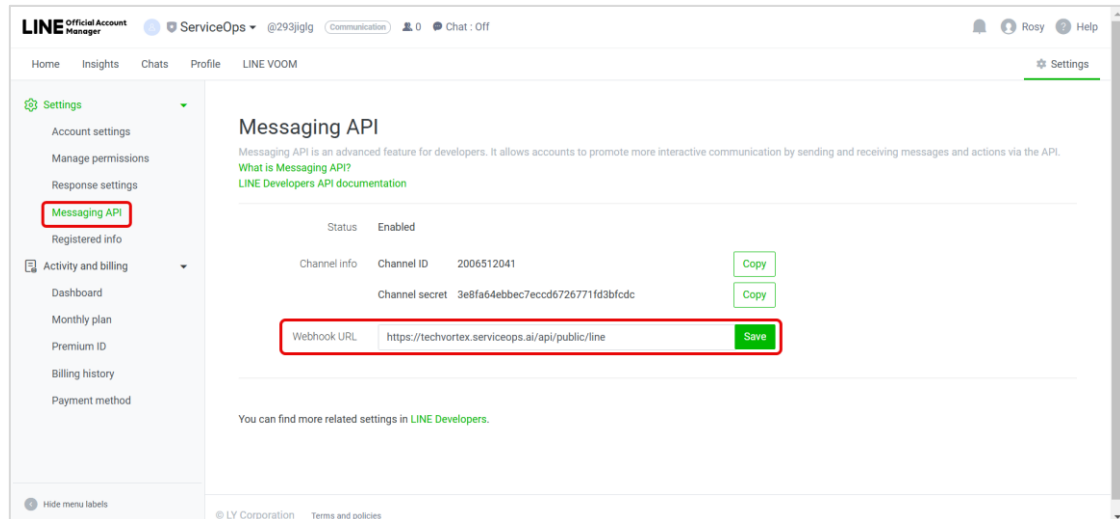 LINE Official Account Manager
ServiceOps @293jiglg Communication 0 Chat : Off Rosy ? Help
Home Insights Chats Profile LINE VOOM Settings
Settings
Account settings
Manage permissions
Response settings
Messaging API
Registered info
Activity and billing
Dashboard
Monthly plan
Premium ID
Billing history
Payment method
Hide menu labels
Messaging API
Messaging API is an advanced feature for developers. It allows accounts to promote more interactive communication by sending and receiving messages and actions via the API.
What is Messaging API?
LINE Developers API documentation
Status Enabled
Channel info Channel ID 2006512041 Copy
Channel secret 3e8fa64ebbec7eccd6726771fd3bfcdc Copy
Webhook URL https://techvortex.serviceops.ai/api/public/line Save
You can find more related settings in LINE Developers.
© LY Corporation Terms and policies